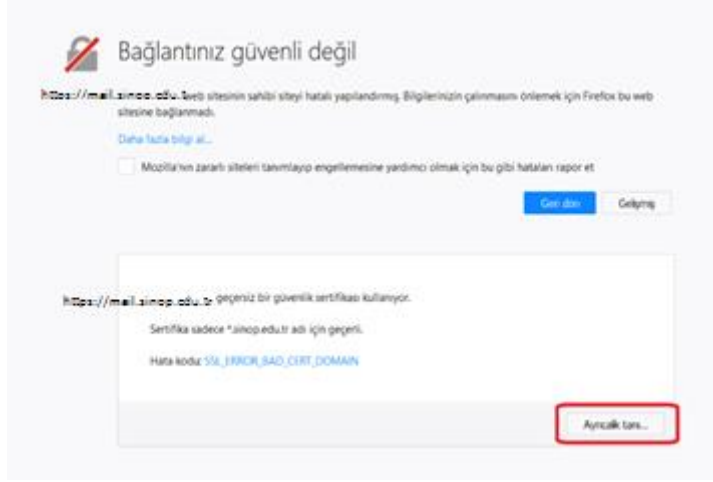 Bağlantınız güvenli değil
https://mail.sinop.edu.tr web sitesinin sahibi siteyi hatalı yapılandırmış. Bilgilerinizin çalınmasını önlemek için Firefox bu web
sitesine bağlanmadı.
Daha fazla bilgi al...
Mozilla'nın zararlı siteleri tanımlayıp engellemesine yardımcı olmak için bu gibi hataları rapor et
Geri dön Gelişmiş
https://mail.sinop.edu.tr geçersiz bir güvenlik sertifikası kullanıyor.
Sertifika sadece *.sinop.edu.tr adı için geçerli.
Hata kodu: SSL_ERROR_BAD_CERT_DOMAIN
Ayrıcalık tanı...